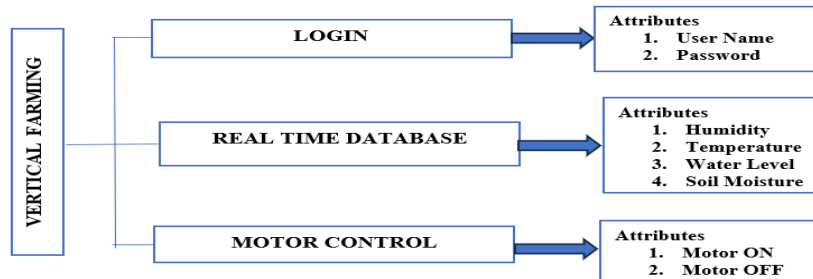 VERTICAL FARMING
LOGIN
Attributes
1. User Name
2. Password
REAL TIME DATABASE
Attributes
1. Humidity
2. Temperature
3. Water Level
4. Soil Moisture
MOTOR CONTROL
Attributes
1. Motor ON
2. Motor OFF